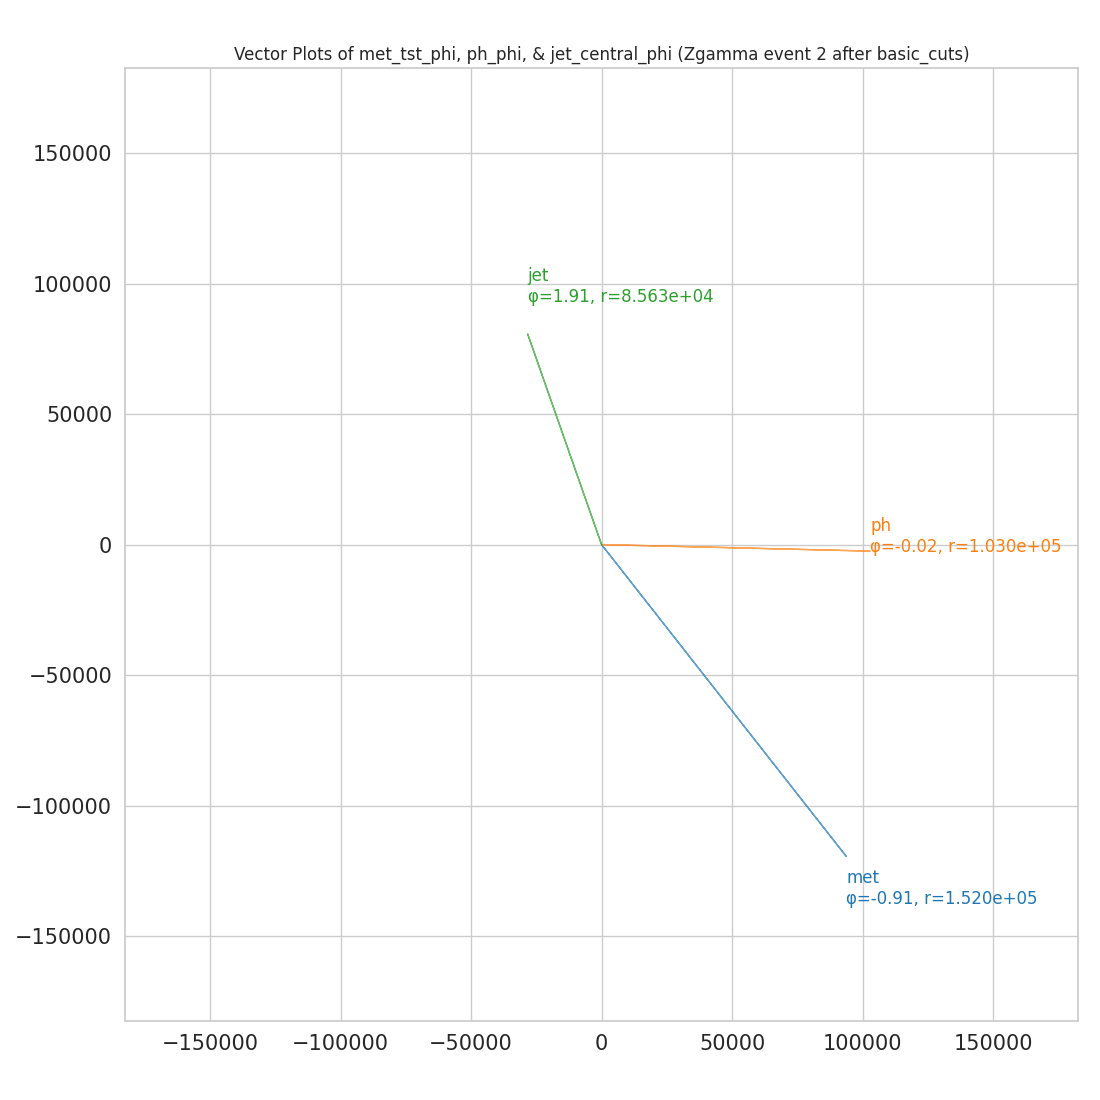 Vector Plots of met_tst_phi, ph_phi, & jet_central_phi (Zgamma event 2 after basic_cuts)
150000
100000
50000
0
−50000
−100000
−150000
jet
φ=1.91, r=8.563e+04
ph
φ=-0.02, r=1.030e+05
met
φ=-0.91, r=1.520e+05
−150000
−100000
−50000
0
50000
100000
150000